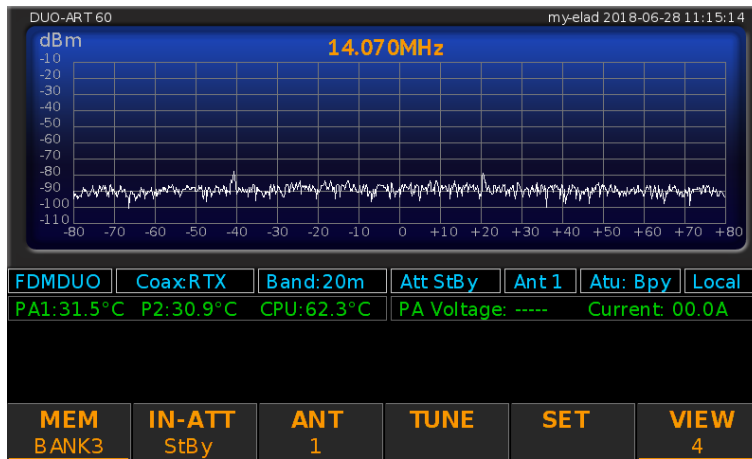 DUO-ART 60 my-elad 2018-06-28 11:15:14
dBm
14.070MHz
-10
-20
-30
-40
-50
-60
-70
-80
-90
-100
-110
-80 -70 -60 -50 -40 -30 -20 -10 0 +10 +20 +30 +40 +50 +60 +70 +80
FDMDUO Coax:RTX Band:20m Att StBy Ant 1 Atu: Bpy Local
PA1:31.5°C P2:30.9°C CPU:62.3°C PA Voltage: ----- Current: 00.0A
MEM IN-ATT ANT TUNE SET VIEW
BANK3 StBy 1 4